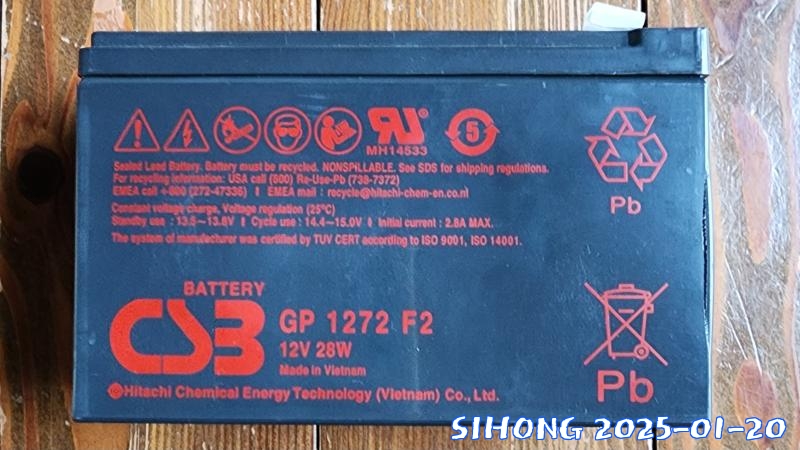 MH14533
5
Sealed Lead Battery. Battery must be recycled. NONSPILLABLE. See SDS for shipping regulations.
For recycling information: USA call (800) Re-Use-Pb (738-7372)
EMEA call +800 (272-47336) EMEA mail : recycle@hitachi-chem-en.co.nl
Pb
Constant voltage charge, Voltage regulation (25°C)
Standby use : 13.5~13.8V Cycle use : 14.4~15.0V Initial current : 2.8A MAX.
The system of manufacturer was certified by TUV CERT according to ISO 9001, ISO 14001.
BATTERY
CSB
GP 1272 F2
12V 28W
Made in Vietnam
Hitachi Chemical Energy Technology (Vietnam) Co., Ltd.
Pb
SIHONG 2025-01-20